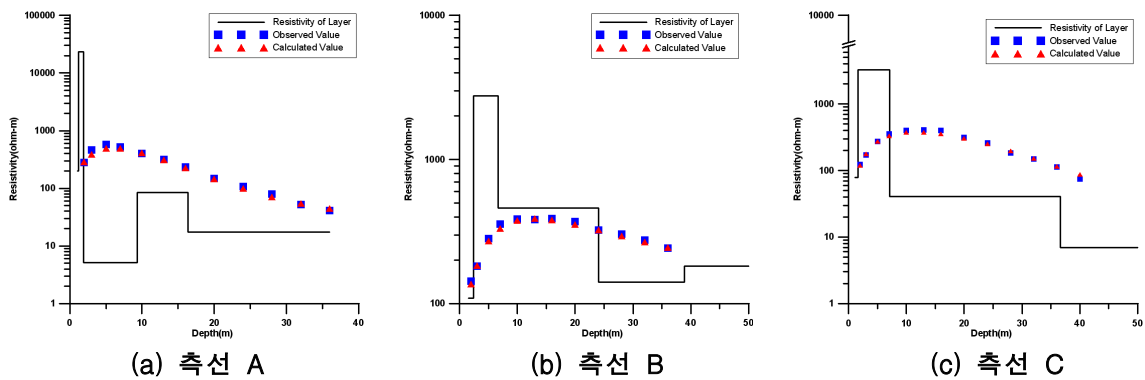 Resistivity of Layer
Observed Value
Calculated Value
100000
10000
1000
100
10
1
Resistivity(ohm-m)
0
10
20
30
40
Depth(m)
(a) 측선 A
Resistivity of Layer
Observed Value
Calculated Value
10000
1000
100
Resistivity(ohm-m)
0
10
20
30
40
50
Depth(m)
(b) 측선 B
Resistivity of Layer
Observed Value
Calculated Value
10000
1000
100
10
1
Resistivity(ohm-m)
0
10
20
30
40
50
Depth(m)
(c) 측선 C